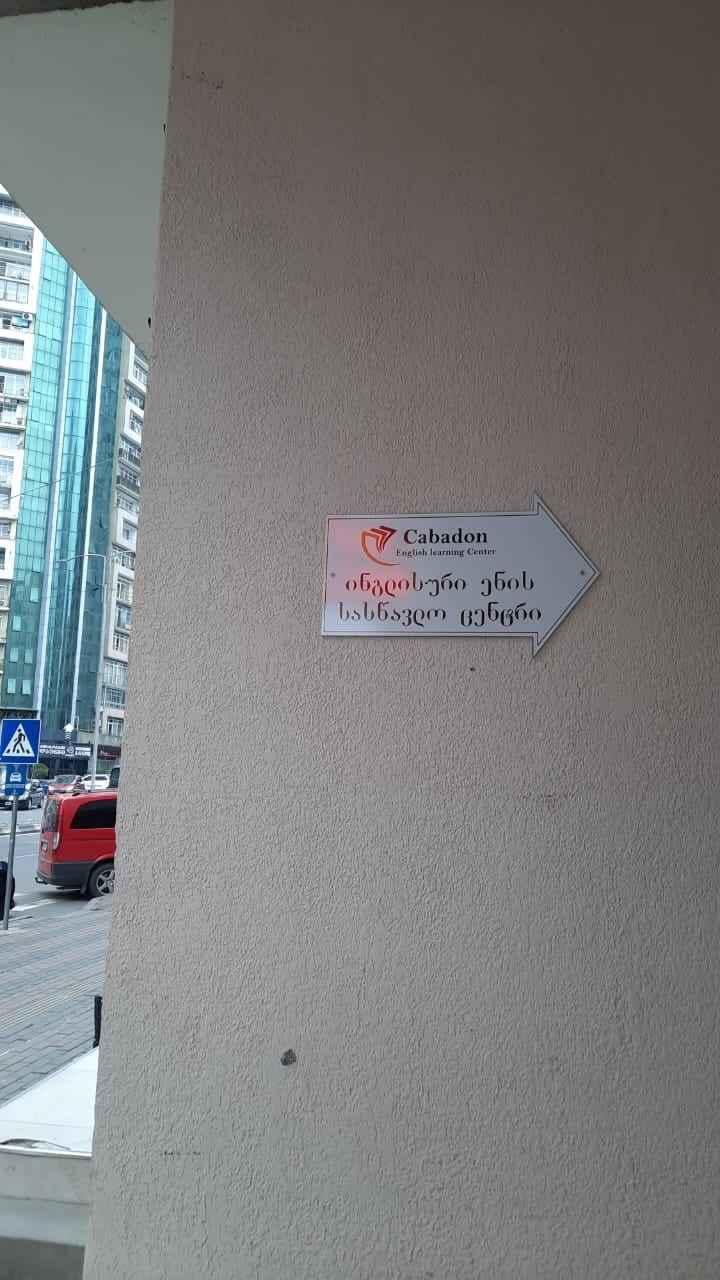 Cabadon
English learning Center
ინგლისური ენის
სასწავლო ცენტრი